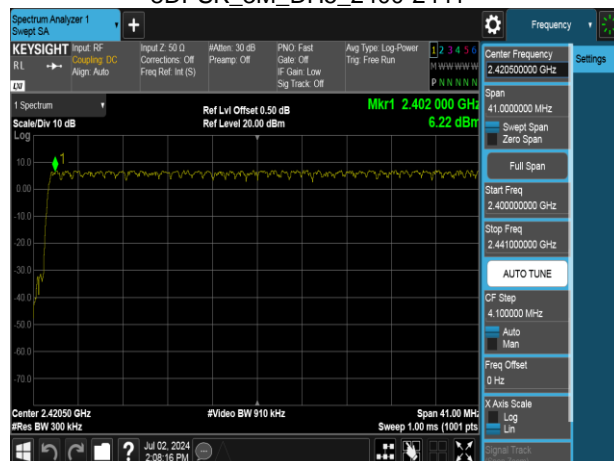 Spectrum Analyzer 1
Swept SA
+
Frequency
KEYSIGHT
RL
LXI
Input: RF
Coupling: DC
Align: Auto
Input Z: 50 Ω
Corrections: Off
Freq Ref: Int (S)
#Atten: 30 dB
Preamp: Off
PNO: Fast
Gate: Off
IF Gain: Low
Sig Track: Off
Avg Type: Log-Power
Trig: Free Run
1 2 3 4 5 6
M W W W W W
P N N N N N
1 Spectrum
Scale/Div 10 dB
Log
Ref Lvl Offset 0.50 dB
Ref Level 20.00 dBm
Mkr1 2.402 000 GHz
6.22 dBm
1
10.0
0.00
-10.0
-20.0
-30.0
-40.0
-50.0
-60.0
-70.0
Center 2.42050 GHz
#Res BW 300 kHz
#Video BW 910 kHz
Span 41.00 MHz
Sweep 1.00 ms (1001 pts
Jul 02, 2024
2:08:16 PM
?
Center Frequency
2.420500000 GHz
Settings
Span
41.0000000 MHz
Swept Span
Zero Span
Full Span
Start Freq
2.400000000 GHz
Stop Freq
2.441000000 GHz
AUTO TUNE
CF Step
4.100000 MHz
Auto
Man
Freq Offset
0 Hz
X Axis Scale
Log
Lin
Signal Track